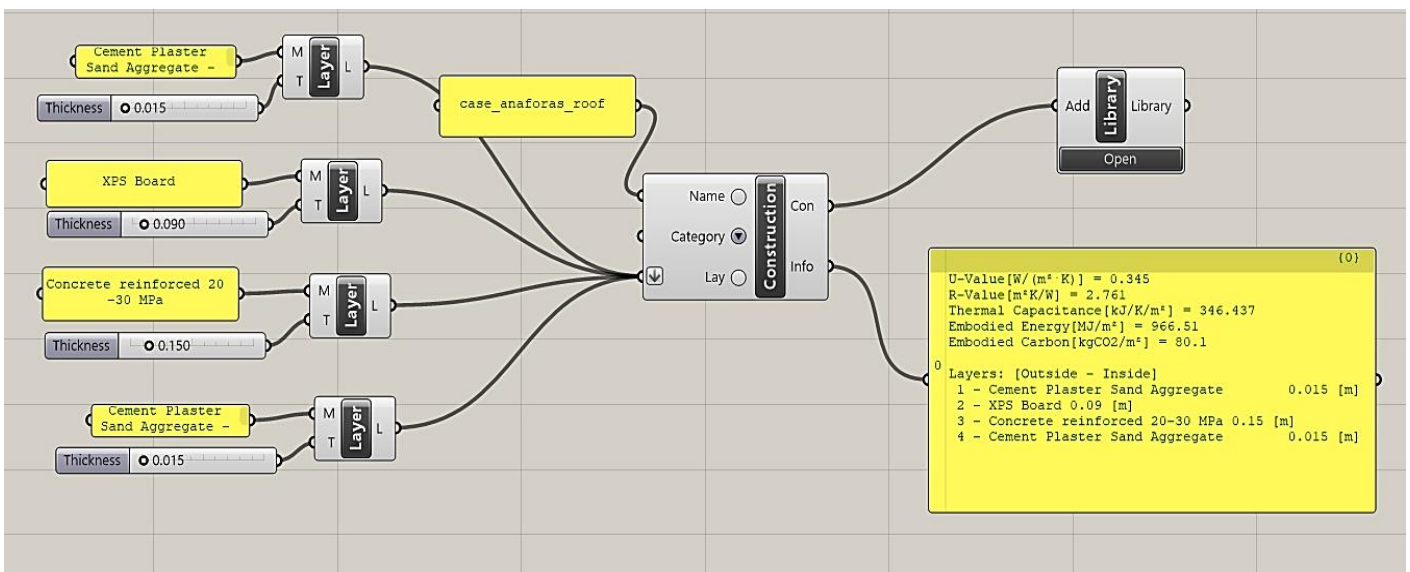 Cement Plaster
Sand Aggregate -
M
T
Layer
L
Thickness
0.015
case_anaforas_roof
Add
Library
Library
Open
XPS Board
M
T
Layer
L
Thickness
0.090
Name
Category
Lay
Construction
Con
Info
Concrete reinforced 20
-30 MPa
M
T
Layer
L
Thickness
0.150
Cement Plaster
Sand Aggregate -
M
T
Layer
L
Thickness
0.015
{0}
0
U-Value[W/(m²·K)] = 0.345
R-Value[m²K/W] = 2.761
Thermal Capacitance[kJ/K/m²] = 346.437
Embodied Energy[MJ/m²] = 966.51
Embodied Carbon[kgCO2/m²] = 80.1
Layers: [Outside - Inside]
1 - Cement Plaster Sand Aggregate 0.015 [m]
2 - XPS Board 0.09 [m]
3 - Concrete reinforced 20-30 MPa 0.15 [m]
4 - Cement Plaster Sand Aggregate 0.015 [m]